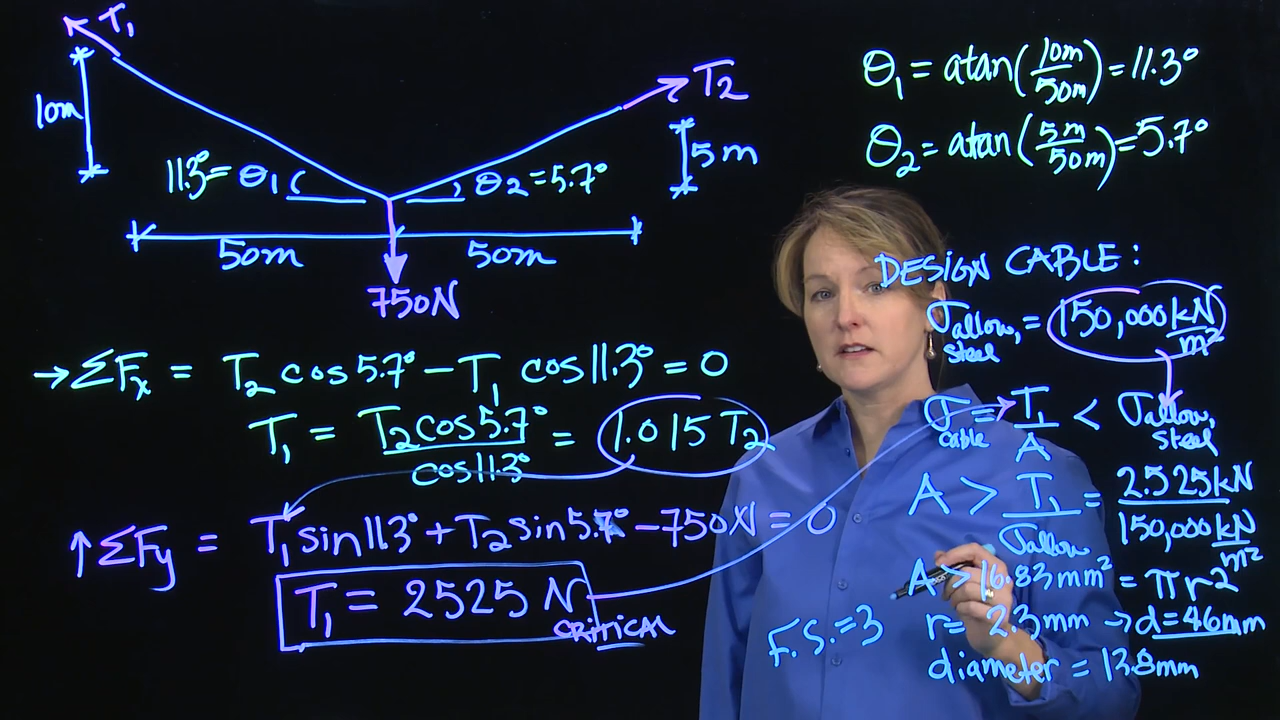 T₁
10m
T2
5m
11.3°= θ1
θ2=5.7°
50m
50m
750N
→ΣFx = T2 cos 5.7° - T1 cos 11.3° = 0
T1 = T2cos5.7° / cos11.3° = 1.015 T2
↑ΣFy = T1 sin 11.3° + T2 sin 5.7° - 750N = 0
T1 = 2525 N
CRITICAL
θ1 = atan(10m/50m) = 11.3°
θ2 = atan(5m/50m) = 5.7°
DESIGN CABLE:
σallow, steel = 150,000 kN/m²
σcable = T1/A < σallow, steel
A > T1/σallow = 2.525kN / 150,000 kN/m²
A > 16.83mm² = πr2
r= 2.3mm → d=4.6mm
F.S.=3
diameter = 13.8mm